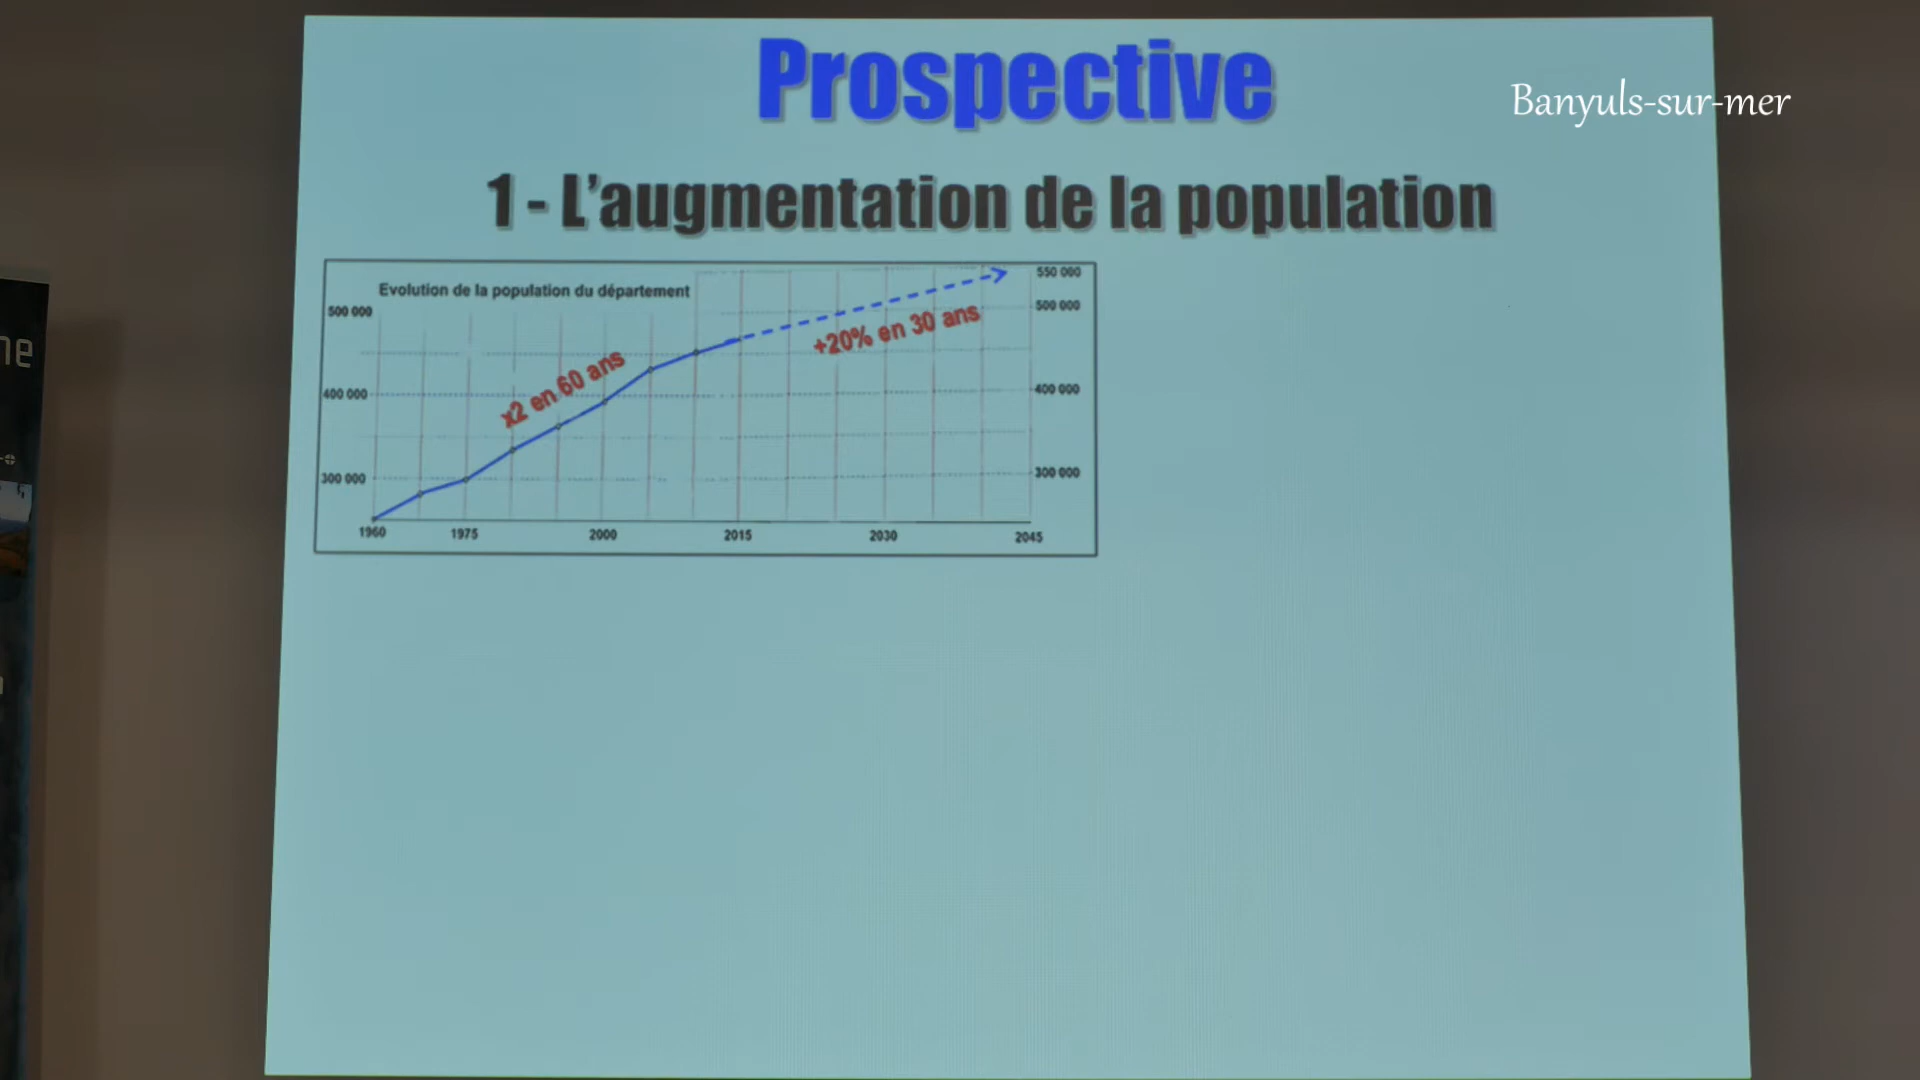 Prospective
Banyuls-sur-mer
1 - L'augmentation de la population
Evolution de la population du département
500 000
400 000
300 000
550 000
500 000
400 000
300 000
x2 en 60 ans
+20% en 30 ans
1960
1975
2000
2015
2030
2045
ne